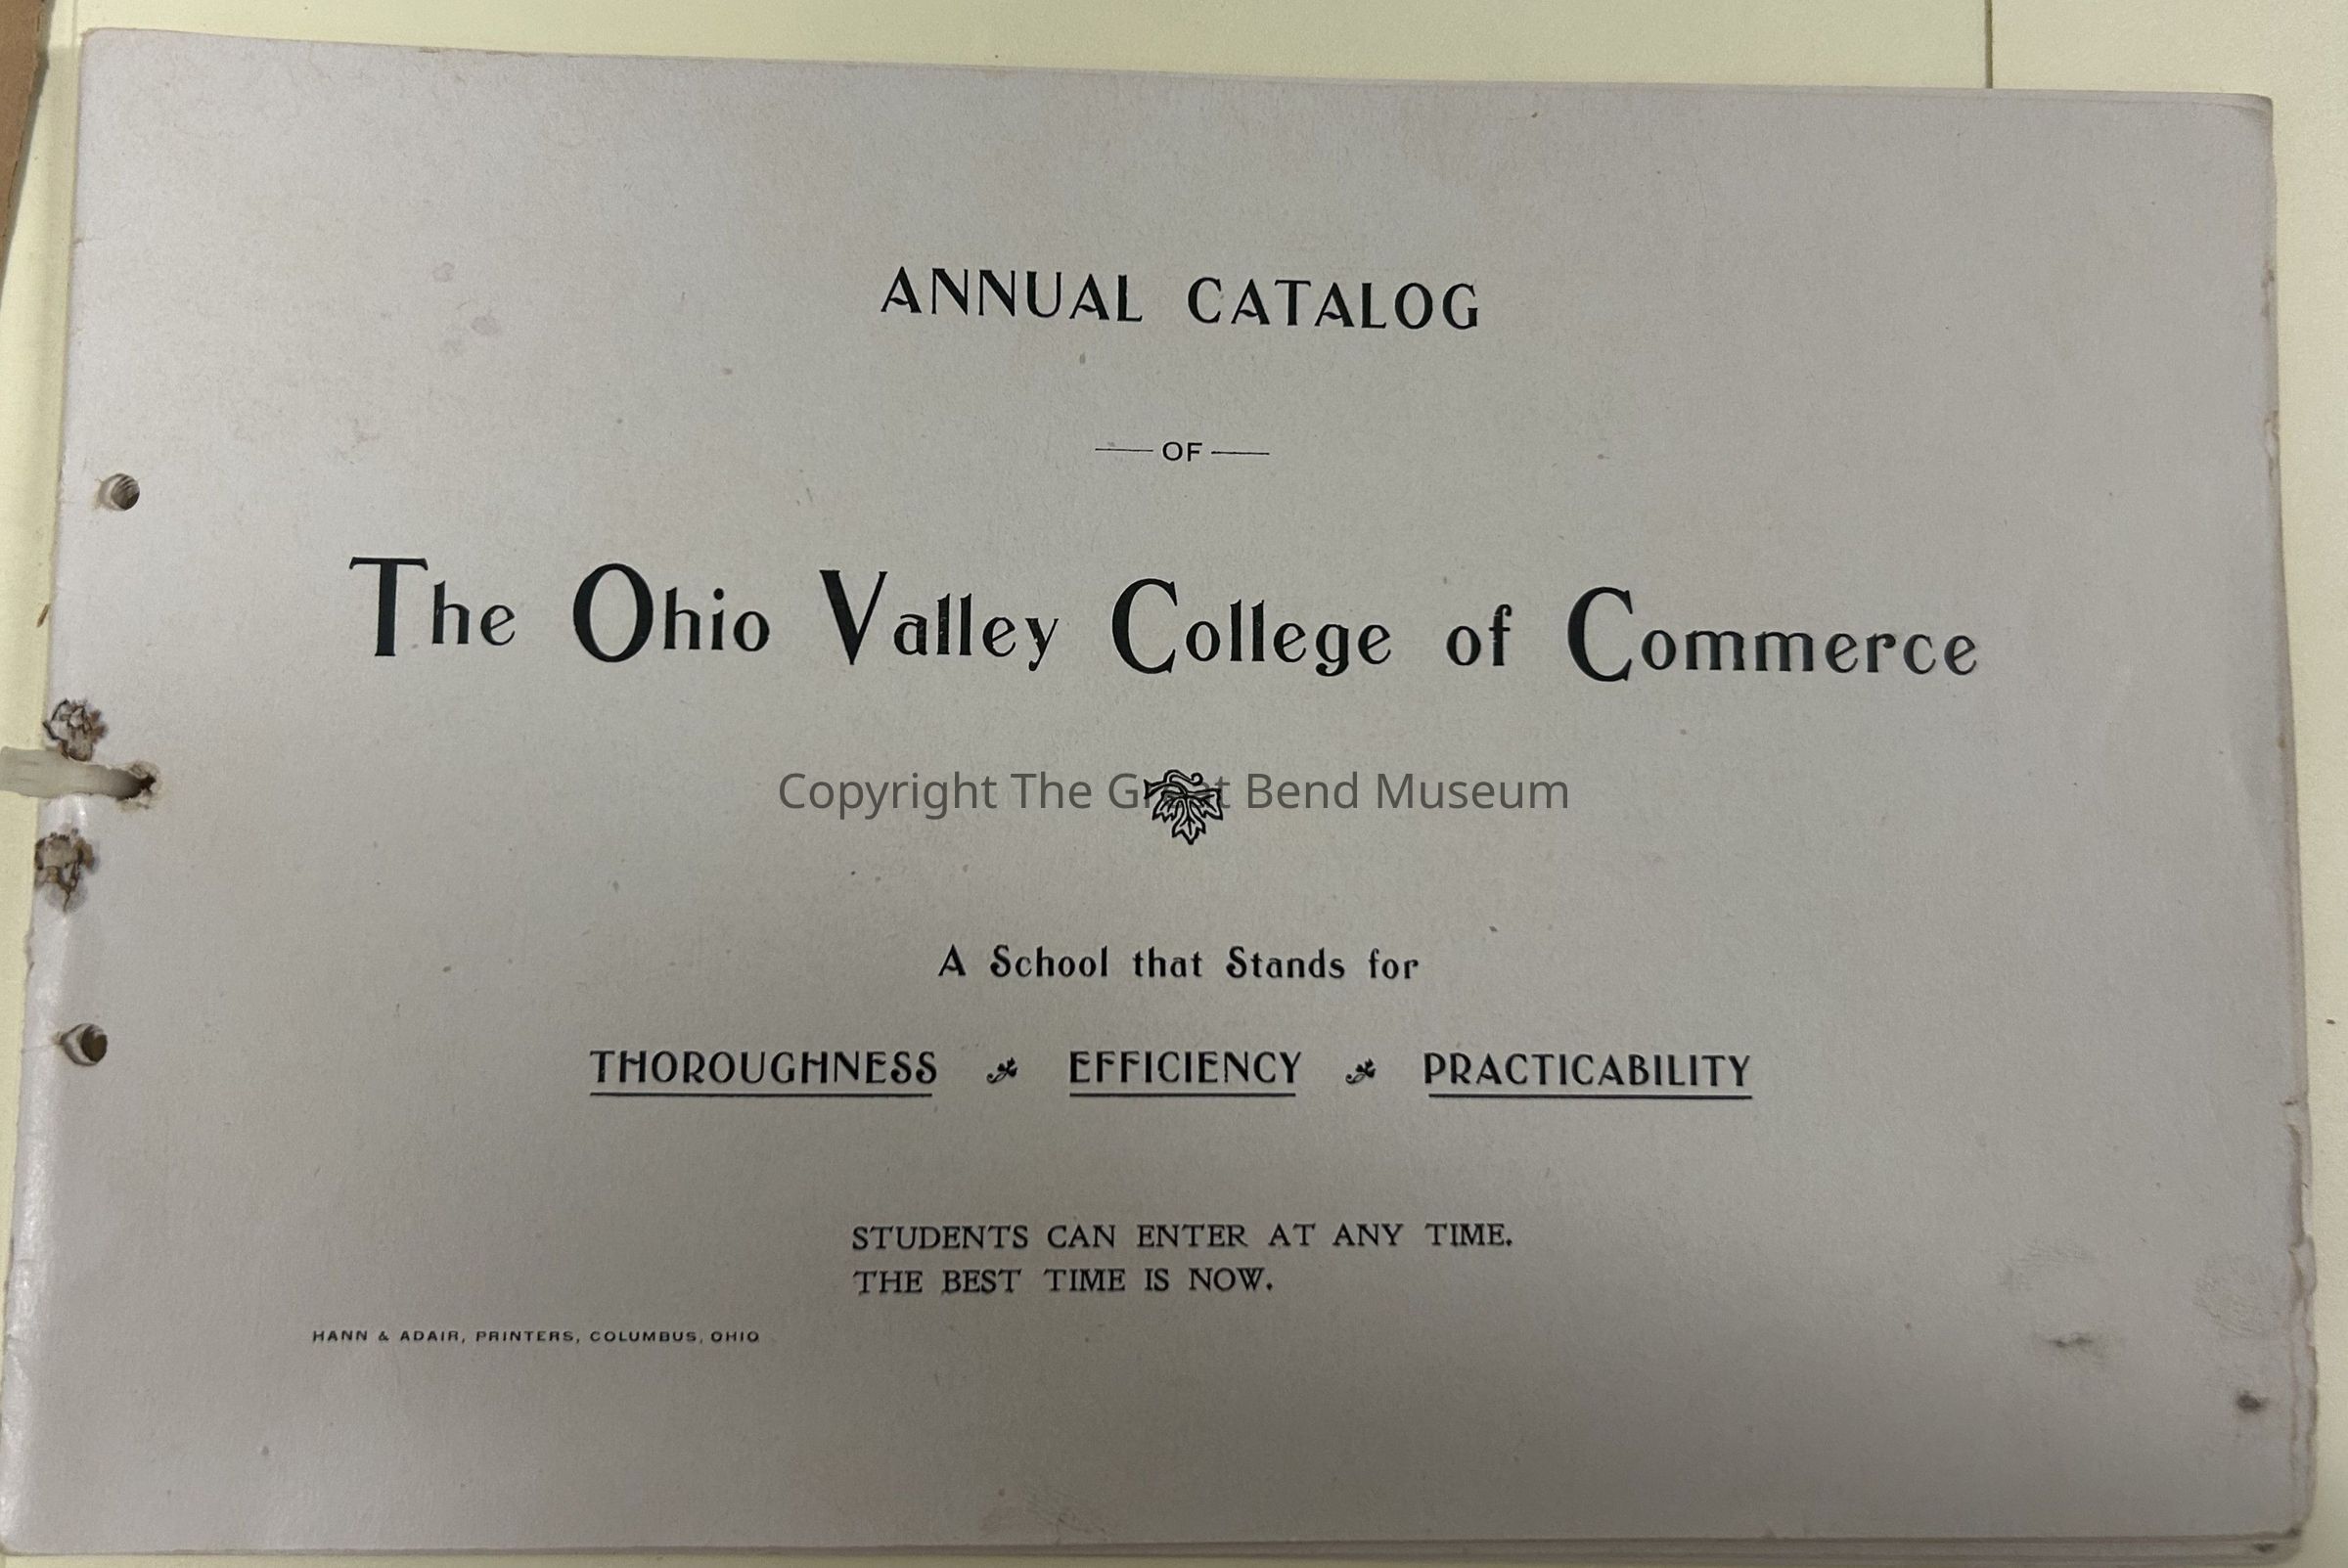 ANNUAL CATALOG
— OF —
The Ohio Valley College of Commerce
Copyright The Great Bend Museum
A School that Stands for
THOROUGHNESS EFFICIENCY PRACTICABILITY
STUDENTS CAN ENTER AT ANY TIME.
THE BEST TIME IS NOW.
HANN & ADAIR, PRINTERS, COLUMBUS, OHIO